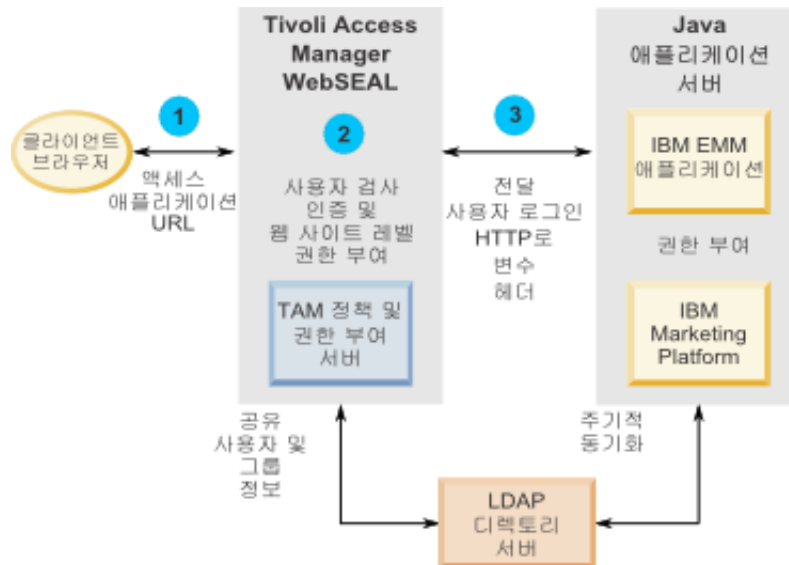 클라이언트
브라우저
1
액세스
애플리케이션
URL
Tivoli Access
Manager
WebSEAL
2
사용자 검사
인증 및
웹 사이트 레벨
권한 부여
TAM 정책 및
권한 부여
서버
3
전달
사용자 로그인
HTTP로
변수
헤더
Java
애플리케이션
서버
IBM EMM
애플리케이션
권한 부여
IBM
Marketing
Platform
공유
사용자 및
그룹
정보
주기적
동기화
LDAP
디렉토리
서버